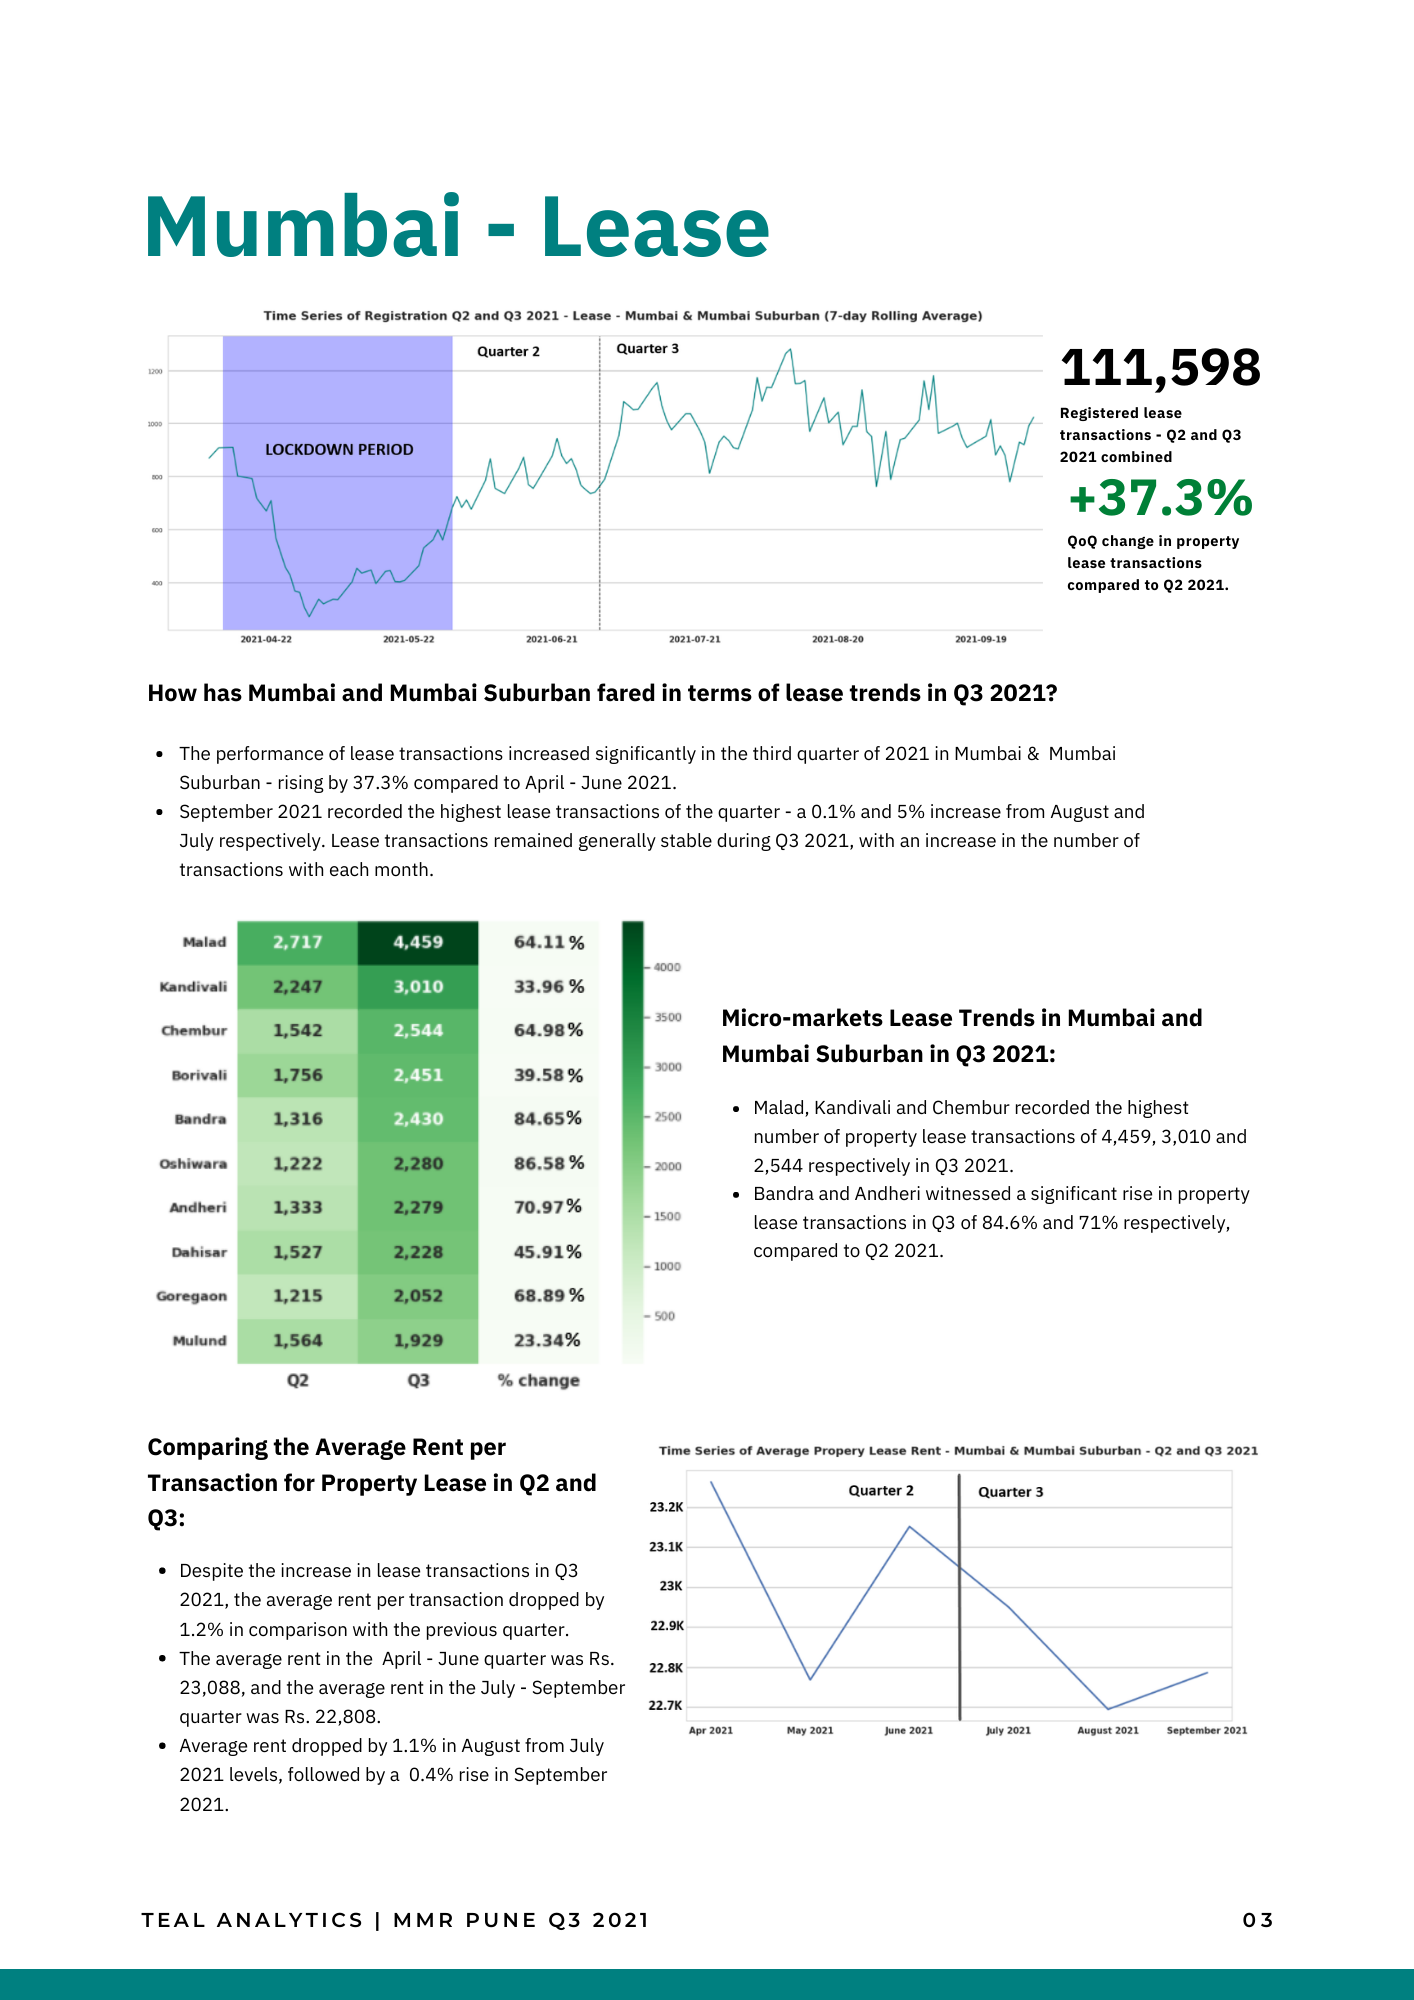 Mumbai - Lease
Time Series of Registration Q2 and Q3 2021 - Lease - Mumbai & Mumbai Suburban (7-day Rolling Average)
Quarter 2
Quarter 3
LOCKDOWN PERIOD
1200
1000
800
600
400
2021-04-22
2021-05-22
2021-06-21
2021-07-21
2021-08-20
2021-09-19
111,598
Registered lease
transactions - Q2 and Q3
2021 combined
+37.3%
QoQ change in property
lease transactions
compared to Q2 2021.
How has Mumbai and Mumbai Suburban fared in terms of lease trends in Q3 2021?
• The performance of lease transactions increased significantly in the third quarter of 2021 in Mumbai &  Mumbai
Suburban - rising by 37.3% compared to April - June 2021.
• September 2021 recorded the highest lease transactions of the quarter - a 0.1% and 5% increase from August and
July respectively. Lease transactions remained generally stable during Q3 2021, with an increase in the number of
transactions with each month.
Malad 2,717 4,459 64.11 %
Kandivali 2,247 3,010 33.96 %
Chembur 1,542 2,544 64.98%
Borivali 1,756 2,451 39.58%
Bandra 1,316 2,430 84.65%
Oshiwara 1,222 2,280 86.58 %
Andheri 1,333 2,279 70.97%
Dahisar 1,527 2,228 45.91%
Goregaon 1,215 2,052 68.89 %
Mulund 1,564 1,929 23.34%
Q2 Q3 % change
4000
3500
3000
2500
2000
1500
1000
500
Micro-markets Lease Trends in Mumbai and
Mumbai Suburban in Q3 2021:
• Malad, Kandivali and Chembur recorded the highest
number of property lease transactions of 4,459, 3,010 and
2,544 respectively in Q3 2021.
• Bandra and Andheri witnessed a significant rise in property
lease transactions in Q3 of 84.6% and 71% respectively,
compared to Q2 2021.
Comparing the Average Rent per
Transaction for Property Lease in Q2 and
Q3:
• Despite the increase in lease transactions in Q3
2021, the average rent per transaction dropped by
1.2% in comparison with the previous quarter.
• The average rent in the  April - June quarter was Rs.
23,088, and the average rent in the July - September
quarter was Rs. 22,808.
• Average rent dropped by 1.1% in August from July
2021 levels, followed by a  0.4% rise in September
2021.
Time Series of Average Propery Lease Rent - Mumbai & Mumbai Suburban - Q2 and Q3 2021
Quarter 2
Quarter 3
23.2K
23.1K
23K
22.9K
22.8K
22.7K
Apr 2021
May 2021
June 2021
July 2021
August 2021
September 2021
TEAL ANALYTICS | MMR PUNE Q3 2021
03